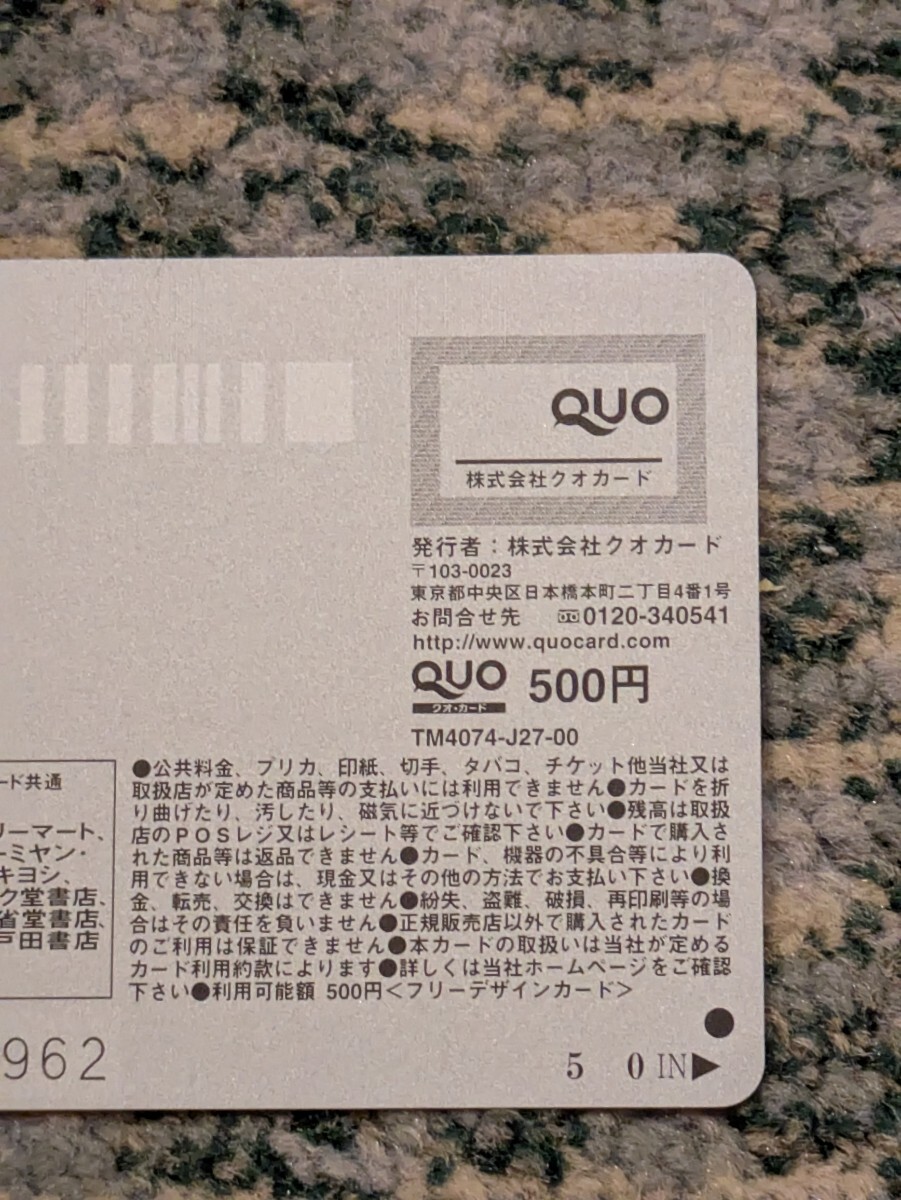 QUO
株式会社クオカード
発行者：株式会社クオカード
〒103-0023
東京都中央区日本橋本町二丁目4番1号
お問合せ先 0120-340541
http://www.quocard.com
QUO 500円
クオ・カード
TM4074-J27-00
●公共料金、プリカ、印紙、切手、タバコ、チケット他当社又は
取扱店が定めた商品等の支払いには利用できません●カードを折
り曲げたり、汚したり、磁気に近づけないで下さい●残高は取扱
店のPOSレジ又はレシート等でご確認下さい●カードで購入さ
れた商品等は返品できません●カード、機器の不具合等により利
用できない場合は、現金又はその他の方法でお支払い下さい●換
金、転売、交換はできません●紛失、盗難、破損、再印刷等の場
合はその責任を負いません●正規販売店以外で購入されたカード
のご利用は保証できません●本カードの取扱いは当社が定める
カード利用約款によります●詳しくは当社ホームページをご確認
下さい●利用可能額 500円＜フリーデザインカード＞
ード共通
リーマート、
ーミヤン・
キヨシ、
ク堂書店、
省堂書店、
戸田書店
962
5 0 IN▶